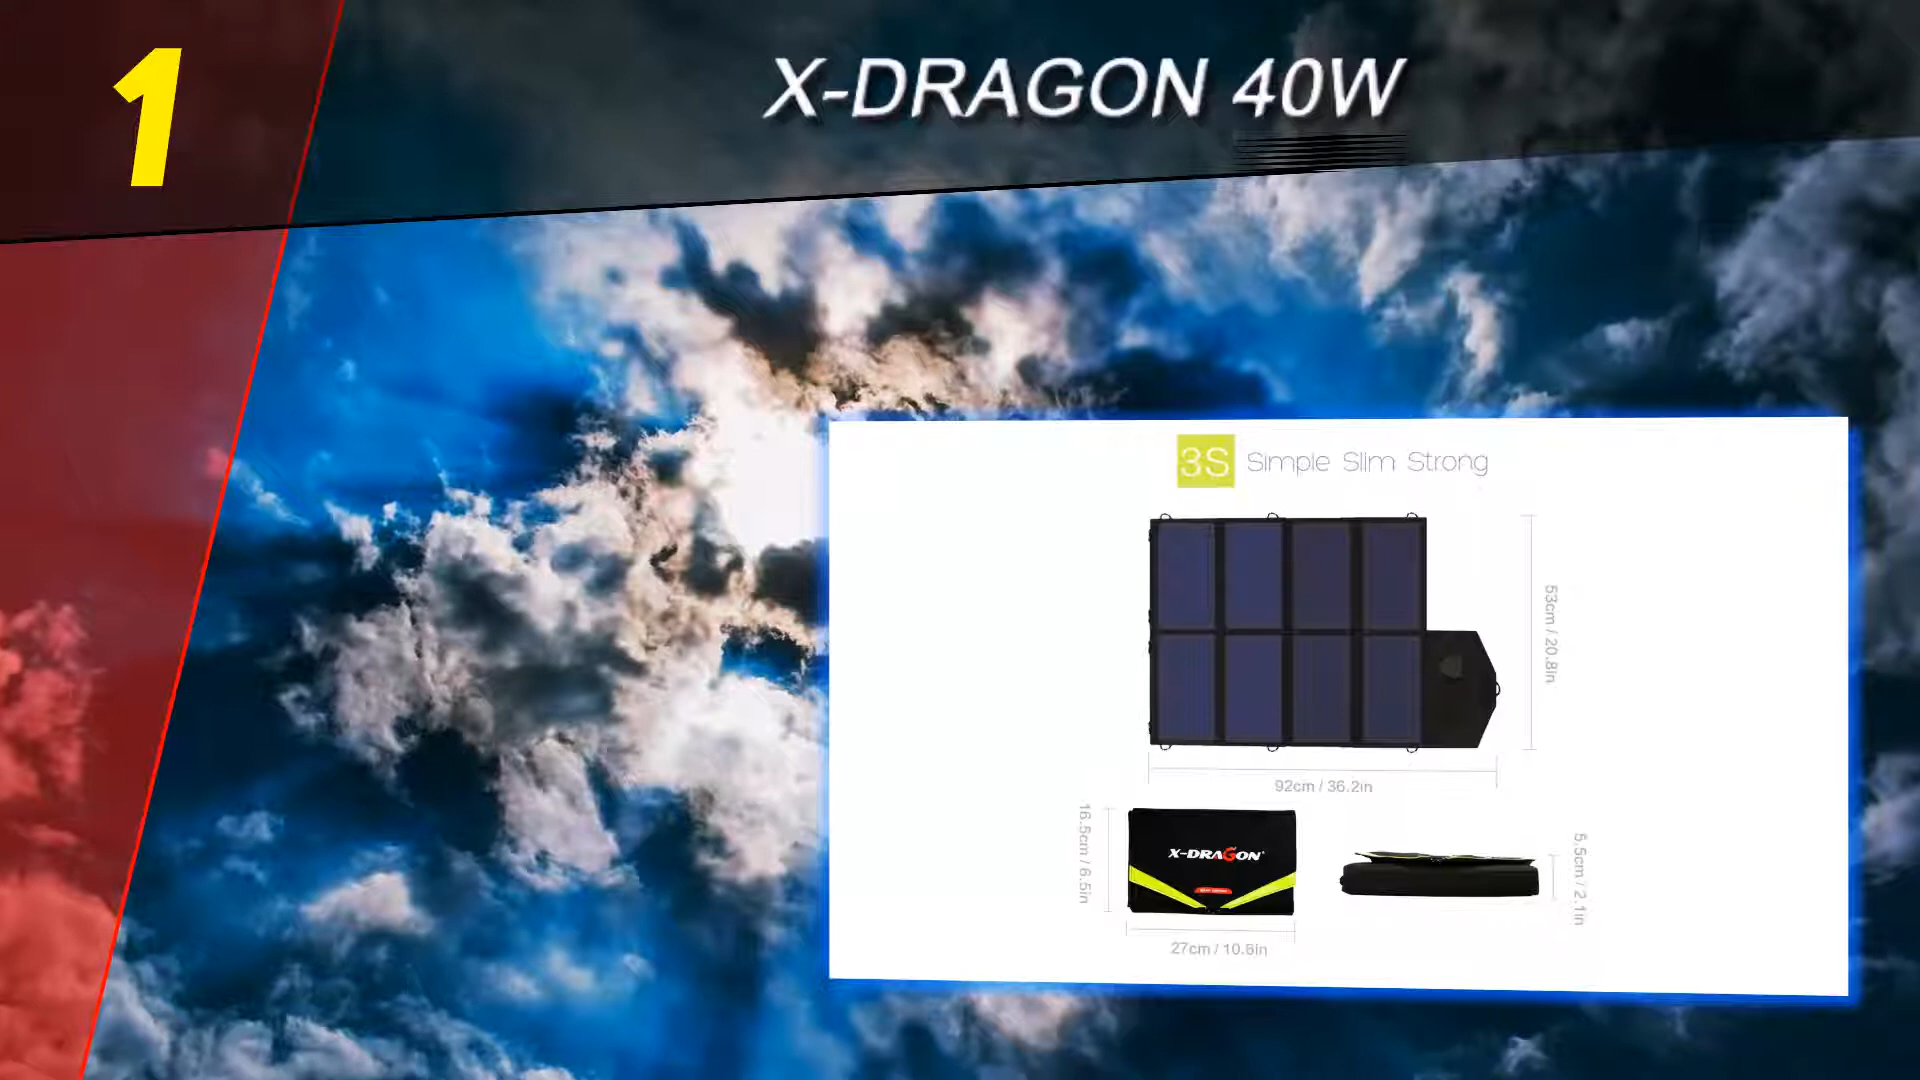 1
X-DRAGON 40W
3S Simple Slim Strong
53cm / 20.8in
92cm / 36.2in
16.5cm / 6.5in
X-DRAGON
5.5cm / 2.1in
27cm / 10.6in